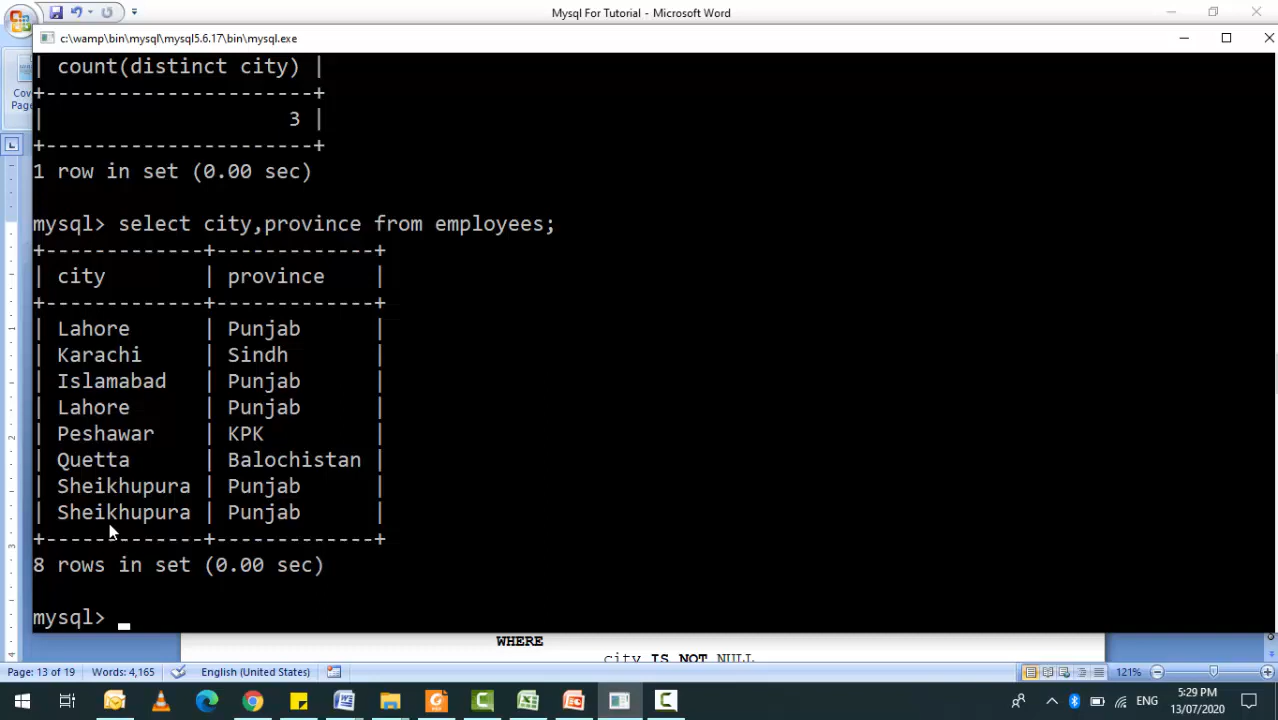 Mysql For Tutorial - Microsoft Word
c:\wamp\bin\mysql\mysql5.6.17\bin\mysql.exe
Cov
Page
| count(distinct city) |
+----------------------+
| 3 |
+----------------------+
1 row in set (0.00 sec)
mysql> select city,province from employees;
+-------------+-------------+
| city | province |
+-------------+-------------+
| Lahore | Punjab |
| Karachi | Sindh |
| Islamabad | Punjab |
| Lahore | Punjab |
| Peshawar | KPK |
| Quetta | Balochistan |
| Sheikhupura | Punjab |
| Sheikhupura | Punjab |
+-------------+-------------+
8 rows in set (0.00 sec)
mysql>
WHERE
city IS NOT NULL
Page: 13 of 19 Words: 4,165 English (United States) 121%
ENG 5:29 PM
13/07/2020